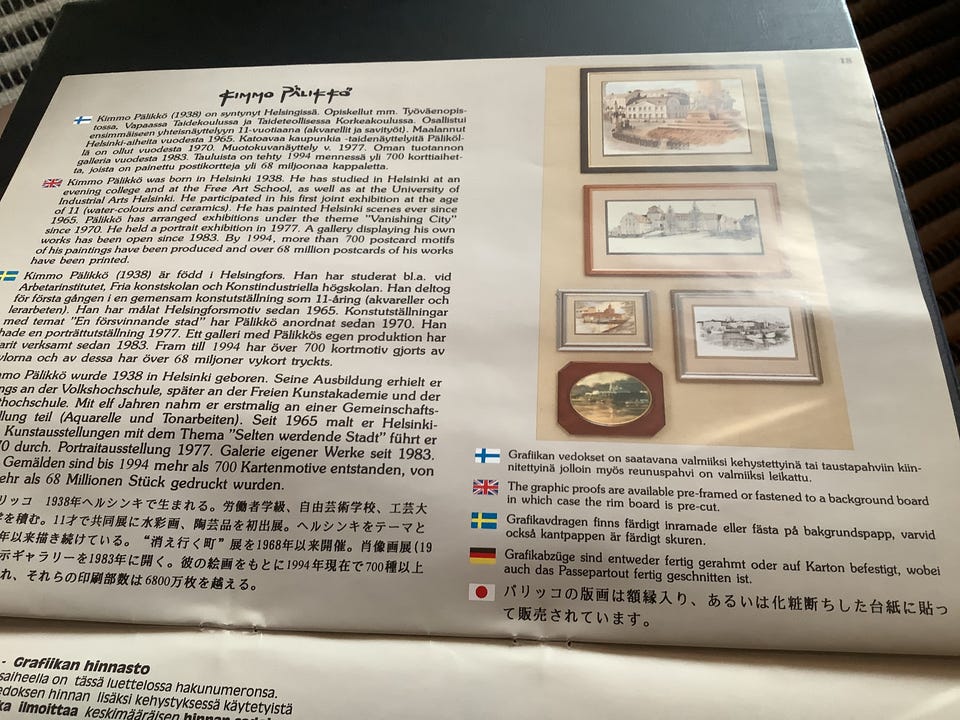 18
KIMMO PÄLIKKÖ
Kimmo Pälikkö (1938) on syntynyt Helsingissä. Opiskellut mm. Työväenopis-
tossa, Vapaassa Taidekoulussa ja Taideteollisessa Korkeakoulussa. Osallistui
ensimmäiseen yhteisnäyttelyyn 11-vuotiaana (akvarellit ja savityöt). Maalannut
Helsinki-aiheita vuodesta 1965. Katoavaa kaupunkia -taidenäyttelyitä Päliköl-
lä on ollut vuodesta 1970. Muotokuvanäyttely v. 1977. Oman tuotannon
galleria vuodesta 1983. Tauluista on tehty 1994 mennessä yli 700 korttiaihet-
ta, joista on painettu postikortteja yli 68 miljoonaa kappaletta.
Kimmo Pälikkö was born in Helsinki 1938. He has studied in Helsinki at an
evening college and at the Free Art School, as well as at the University of
Industrial Arts Helsinki. He participated in his first joint exhibition at the age
of 11 (water-colours and ceramics). He has painted Helsinki scenes ever since
1965. Pälikkö has arranged exhibitions under the theme "Vanishing City"
since 1970. He held a portrait exhibition in 1977. A gallery displaying his own
works has been open since 1983. By 1994, more than 700 postcard motifs
of his paintings have been produced and over 68 million postcards of his works
have been printed.
Kimmo Pälikkö (1938) är född i Helsingfors. Han har studerat bl.a. vid
Arbetarinstitutet, Fria konstskolan och Konstindustriella högskolan. Han deltog
för första gången i en gemensam konstutställning som 11-åring (akvareller och
lerarbeten). Han har målat Helsingforsmotiv sedan 1965. Konstutställningar
med temat "En försvinnande stad" har Pälikkö anordnat sedan 1970. Han
hade en porträttutställning 1977. Ett galleri med Pälikkös egen produktion har
arit verksamt sedan 1983. Fram till 1994 har över 700 kortmotiv gjorts av
vlorna och av dessa har över 68 miljoner vykort tryckts.
mo Pälikkö wurde 1938 in Helsinki geboren. Seine Ausbildung erhielt er
ngs an der Volkshochschule, später an der Freien Kunstakademie und der
thochschule. Mit elf Jahren nahm er erstmalig an einer Gemeinschafts-
llung teil (Aquarelle und Tonarbeiten). Seit 1965 malt er Helsinki-
Kunstausstellungen mit dem Thema "Selten werdende Stadt" führt er
70 durch. Portraitausstellung 1977. Galerie eigener Werke seit 1983.
Gemälden sind bis 1994 mehr als 700 Kartenmotive entstanden, von
ehr als 68 Millionen Stück gedruckt wurden.
リッコ 1938年ヘルシンキで生まれる。労働者学級、自由芸術学校、工芸大
を積む。11才で共同展に水彩画、陶芸品を初出展。ヘルシンキをテーマと
年以来描き続けている。"消え行く町"展を1968年以来開催。肖像画展(19
示ギャラリーを1983年に開く。彼の絵画をもとに1994年現在で700種以上
れ、それらの印刷部数は6800万枚を越える。
Grafiikan vedokset on saatavana valmiiksi kehystettyinä tai taustapahviin kiin-
nitettyinä jolloin myös reunuspahvi on valmiiksi leikattu.
The graphic proofs are available pre-framed or fastened to a background board
in which case the rim board is pre-cut.
Grafikavdragen finns färdigt inramade eller fästa på bakgrundspapp, varvid
också kantpappen är färdigt skuren.
Grafikabzüge sind entweder fertig gerahmt oder auf Karton befestigt, wobei
auch das Passepartout fertig geschnitten ist.
パリッコの版画は額縁入り、あるいは化粧断ちした台紙に貼っ
て販売されています。
- Grafiikan hinnasto
saiheella on tässä luettelossa hakunumeronsa.
edoksen hinnan lisäksi kehystyksessä käytetyistä
ka ilmoittaa keskimääräisen